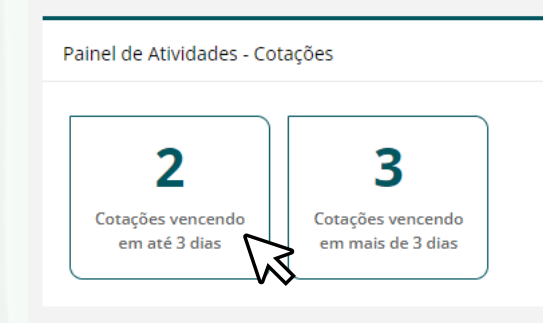 Painel de Atividades - Cotações
2
Cotações vencendo
em até 3 dias
3
Cotações vencendo
em mais de 3 dias